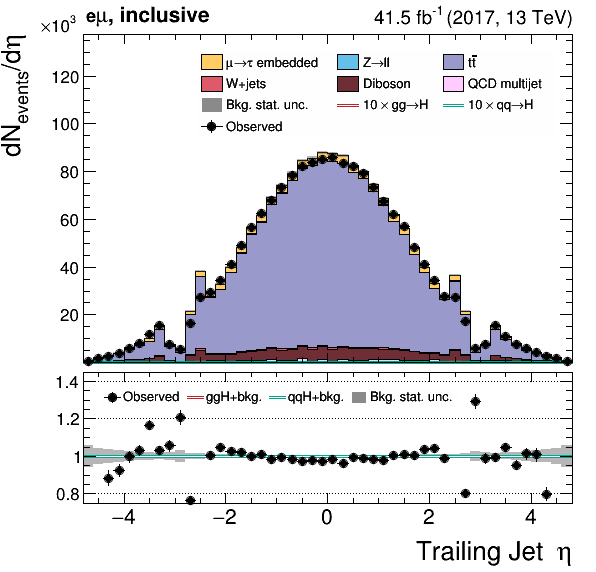 eμ, inclusive 41.5 fb⁻¹ (2017, 13 TeV)
×10³
dN_events/dη
μ→τ embedded Z→ll tt̄
W+jets Diboson QCD multijet
Bkg. stat. unc. 10 × gg→H 10 × qq→H
Observed
120
100
80
60
40
20
1.4
Observed ggH+bkg. qqH+bkg. Bkg. stat. unc.
1.2
1
0.8
−4 −2 0 2 4
Trailing Jet η